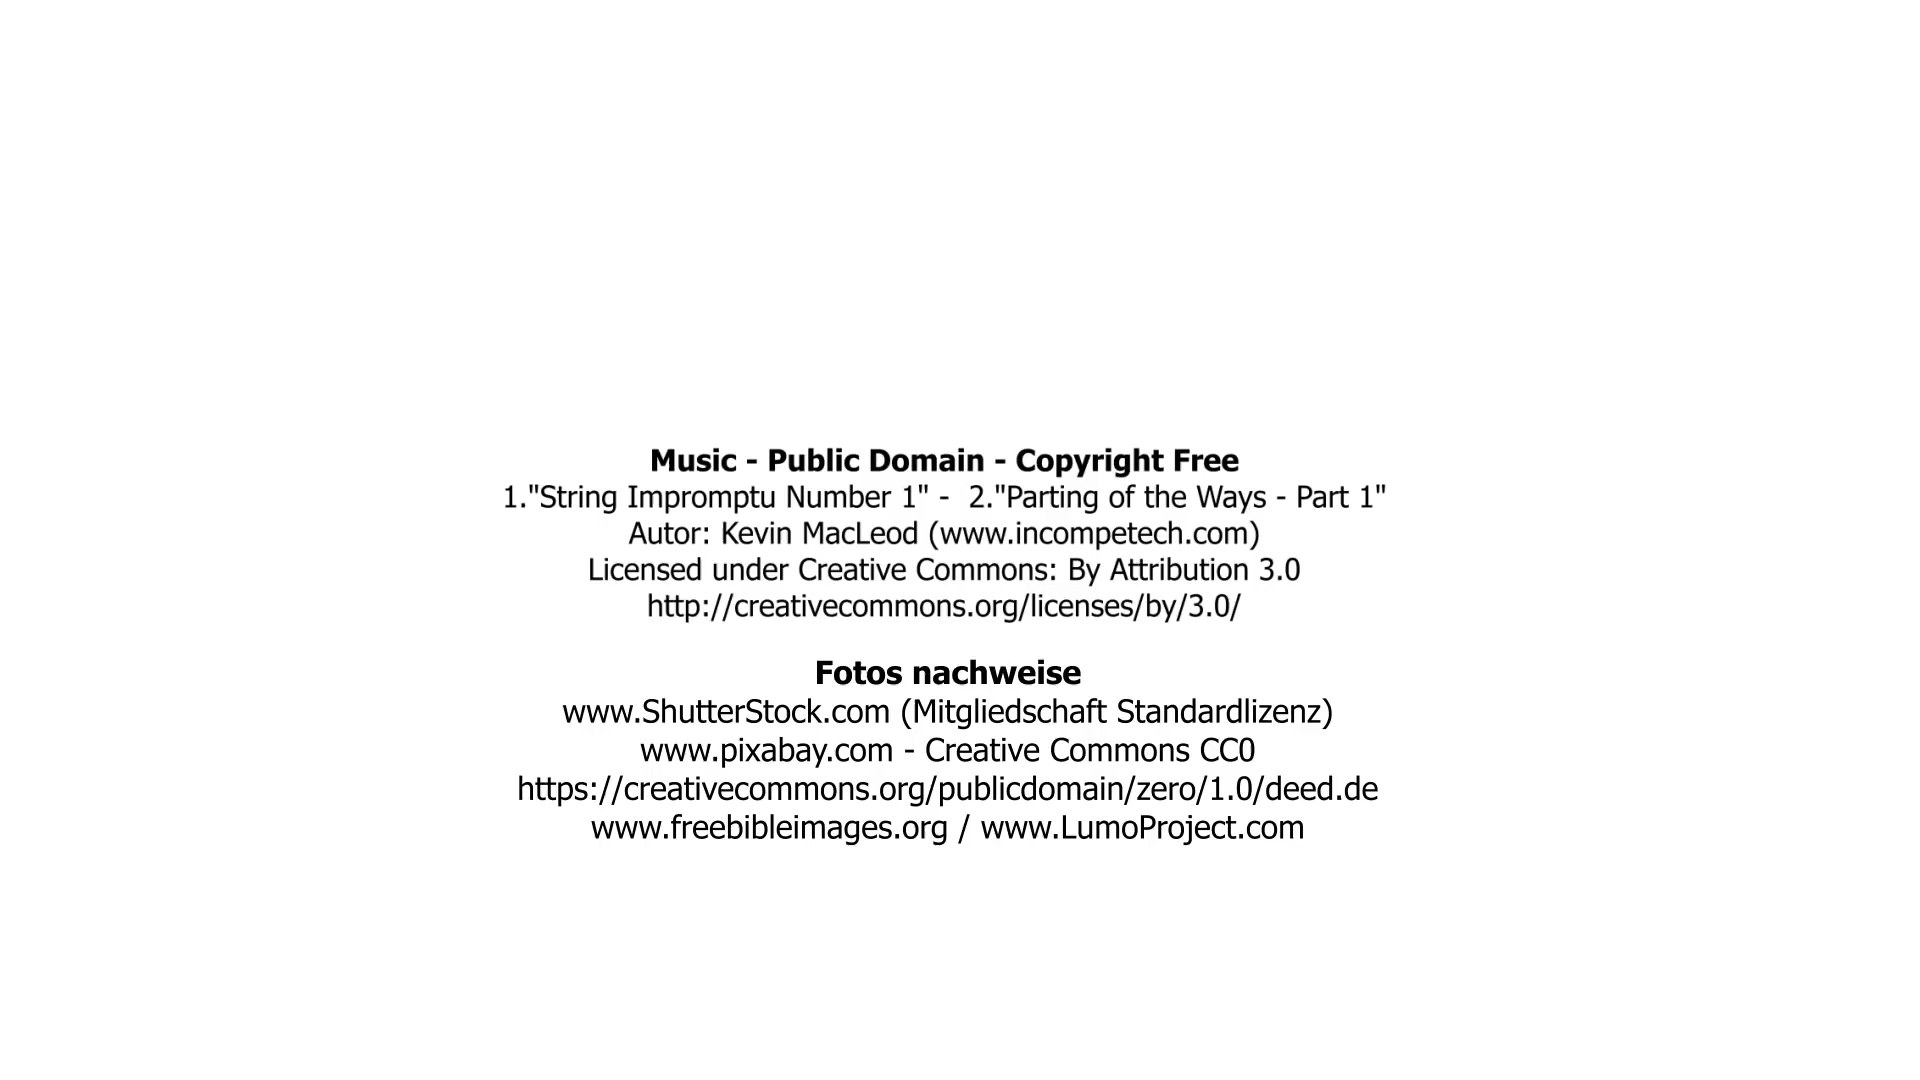 Music - Public Domain - Copyright Free
1."String Impromptu Number 1" -  2."Parting of the Ways - Part 1"
Autor: Kevin MacLeod (www.incompetech.com)
Licensed under Creative Commons: By Attribution 3.0
http://creativecommons.org/licenses/by/3.0/
Fotos nachweise
www.ShutterStock.com (Mitgliedschaft Standardlizenz)
www.pixabay.com - Creative Commons CC0
https://creativecommons.org/publicdomain/zero/1.0/deed.de
www.freebibleimages.org / www.LumoProject.com